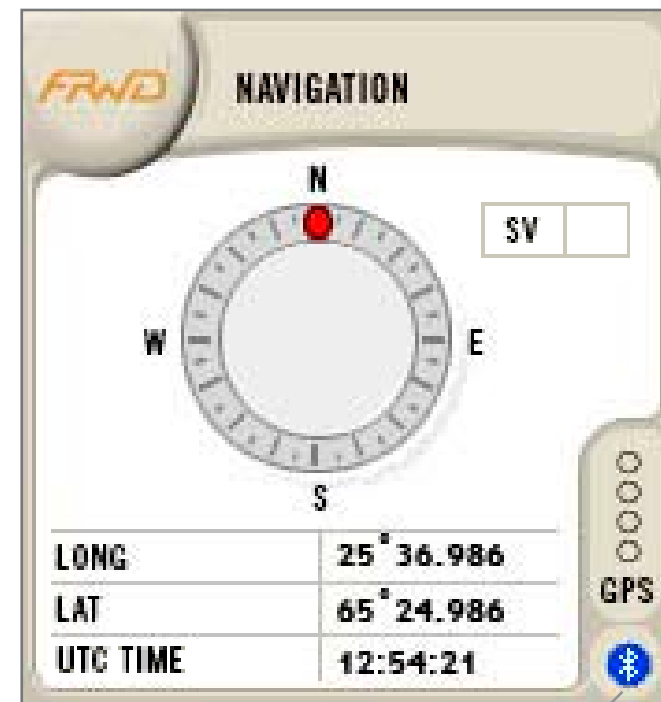 FRWD NAVIGATION
N
SV
W E
S
LONG 25°36.986
LAT 65°24.986
UTC TIME 12:54:21
GPS